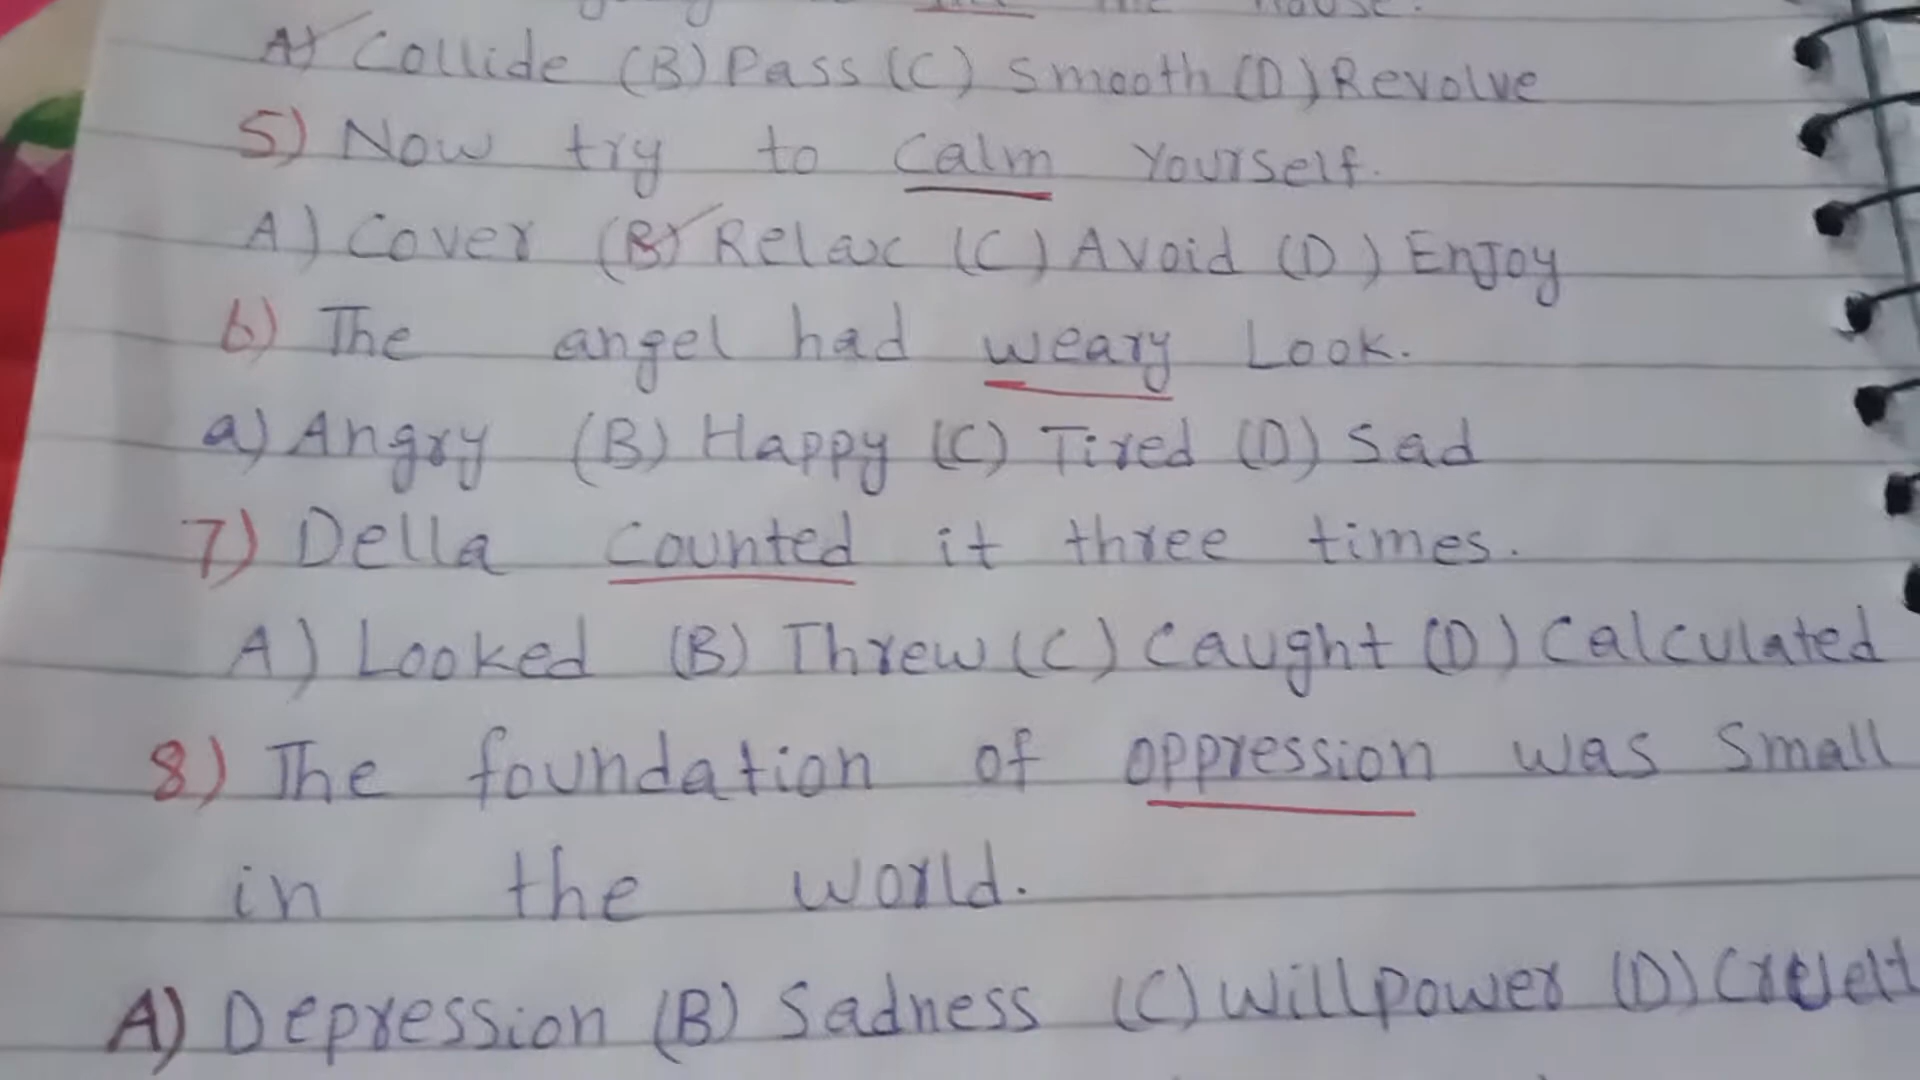 house.
A) Collide (B) Pass (C) Smooth (D) Revolve
5) Now try to Calm Yourself.
A) Cover (B) Relax (C) Avoid (D) Enjoy
6) The angel had weary Look.
a) Angry (B) Happy (C) Tired (D) Sad
7) Della Counted it three times.
A) Looked (B) Threw (C) Caught (D) Calculated
8) The foundation of oppression was Small
in the world.
A) Depression (B) Sadness (C) Willpower (D)